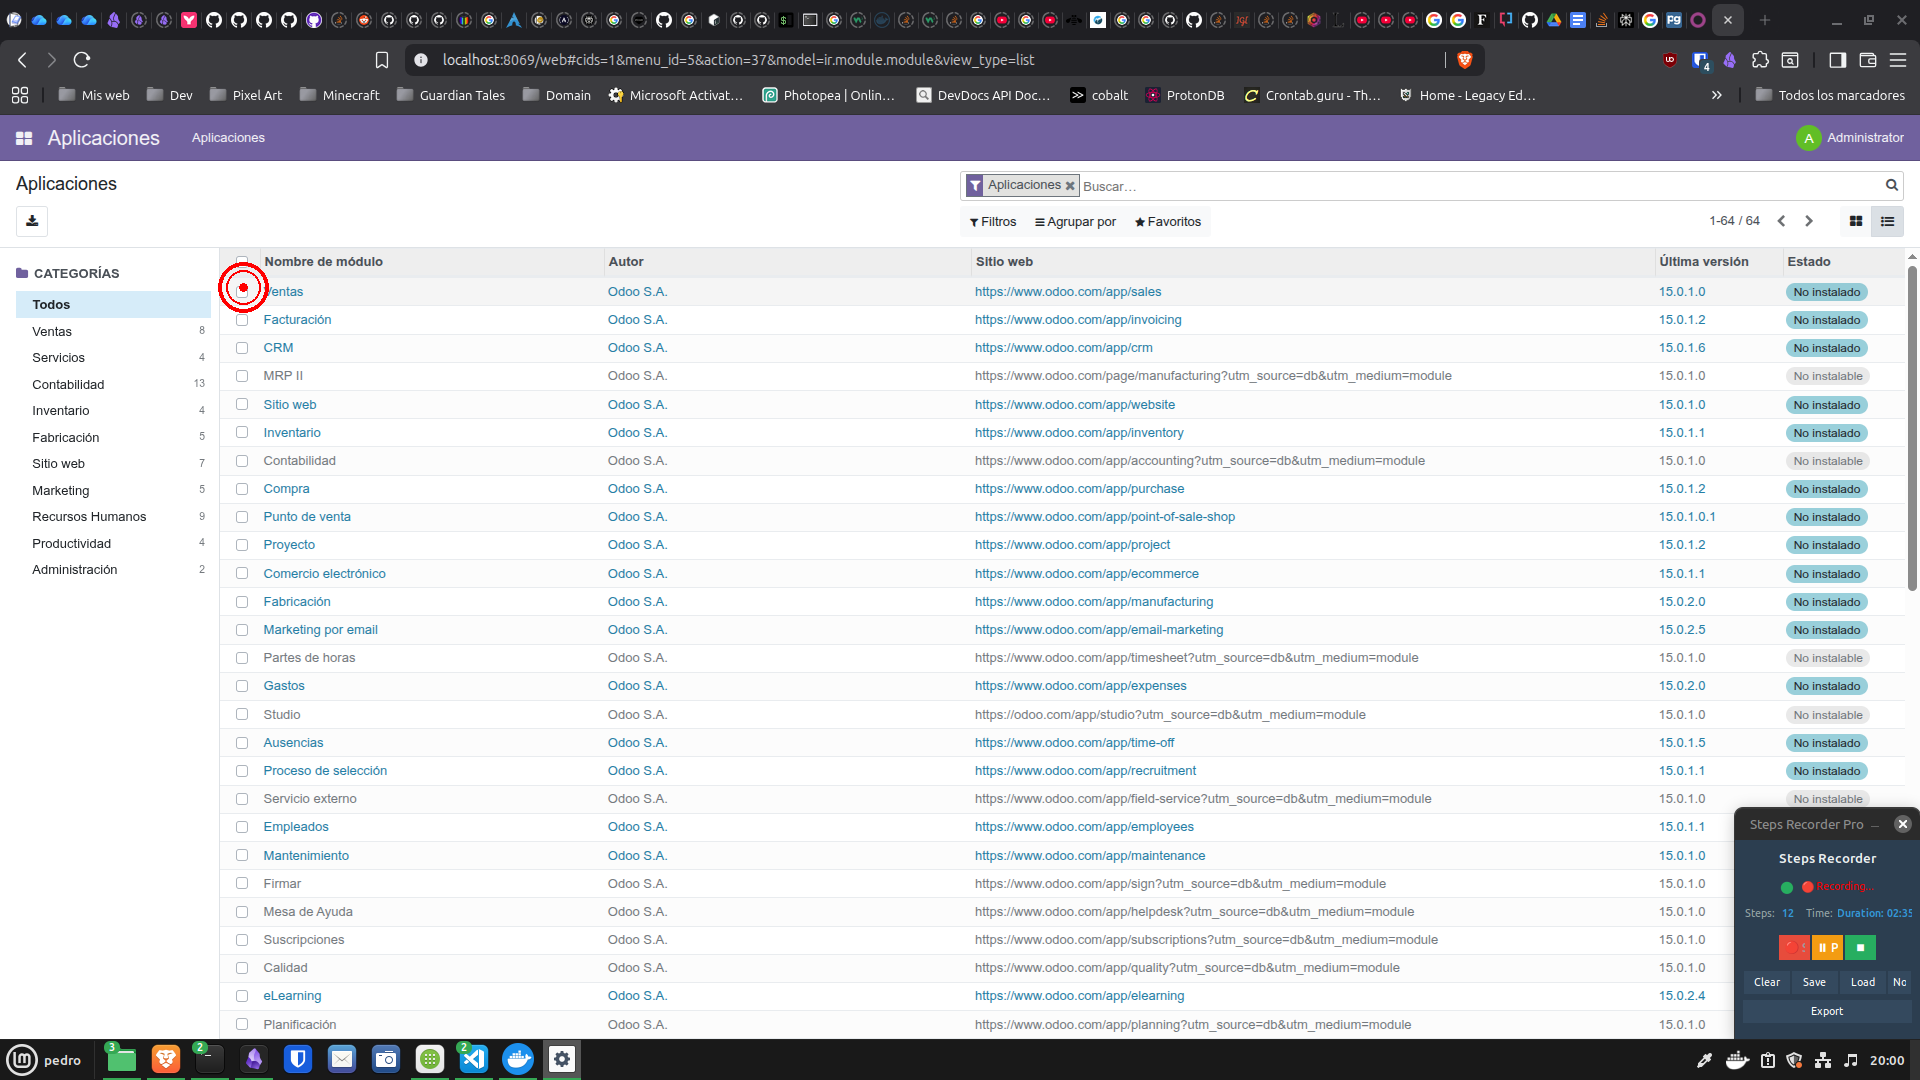 localhost:8069/web#cids=1&menu_id=5&action=37&model=ir.module.module&view_type=list
4
Mis web
Dev
Pixel Art
Minecraft
Guardian Tales
Domain
Microsoft Activat...
Photopea | Onlin...
DevDocs API Doc...
cobalt
ProtonDB
Crontab.guru - Th...
Home - Legacy Ed...
Todos los marcadores
Aplicaciones
Aplicaciones
A Administrator
Aplicaciones
Aplicaciones
Buscar...
Filtros
Agrupar por
Favoritos
1-64 / 64
CATEGORÍAS
Todos
Ventas 8
Servicios 4
Contabilidad 13
Inventario 4
Fabricación 5
Sitio web 7
Marketing 5
Recursos Humanos 9
Productividad 4
Administración 2
Nombre de módulo Autor Sitio web Última versión Estado
Ventas Odoo S.A. https://www.odoo.com/app/sales 15.0.1.0 No instalado
Facturación Odoo S.A. https://www.odoo.com/app/invoicing 15.0.1.2 No instalado
CRM Odoo S.A. https://www.odoo.com/app/crm 15.0.1.6 No instalado
MRP II Odoo S.A. https://www.odoo.com/page/manufacturing?utm_source=db&utm_medium=module 15.0.1.0 No instalable
Sitio web Odoo S.A. https://www.odoo.com/app/website 15.0.1.0 No instalado
Inventario Odoo S.A. https://www.odoo.com/app/inventory 15.0.1.1 No instalado
Contabilidad Odoo S.A. https://www.odoo.com/app/accounting?utm_source=db&utm_medium=module 15.0.1.0 No instalable
Compra Odoo S.A. https://www.odoo.com/app/purchase 15.0.1.2 No instalado
Punto de venta Odoo S.A. https://www.odoo.com/app/point-of-sale-shop 15.0.1.0.1 No instalado
Proyecto Odoo S.A. https://www.odoo.com/app/project 15.0.1.2 No instalado
Comercio electrónico Odoo S.A. https://www.odoo.com/app/ecommerce 15.0.1.1 No instalado
Fabricación Odoo S.A. https://www.odoo.com/app/manufacturing 15.0.2.0 No instalado
Marketing por email Odoo S.A. https://www.odoo.com/app/email-marketing 15.0.2.5 No instalado
Partes de horas Odoo S.A. https://www.odoo.com/app/timesheet?utm_source=db&utm_medium=module 15.0.1.0 No instalable
Gastos Odoo S.A. https://www.odoo.com/app/expenses 15.0.2.0 No instalado
Studio Odoo S.A. https://odoo.com/app/studio?utm_source=db&utm_medium=module 15.0.1.0 No instalable
Ausencias Odoo S.A. https://www.odoo.com/app/time-off 15.0.1.5 No instalado
Proceso de selección Odoo S.A. https://www.odoo.com/app/recruitment 15.0.1.1 No instalado
Servicio externo Odoo S.A. https://www.odoo.com/app/field-service?utm_source=db&utm_medium=module 15.0.1.0 No instalable
Empleados Odoo S.A. https://www.odoo.com/app/employees 15.0.1.1
Mantenimiento Odoo S.A. https://www.odoo.com/app/maintenance 15.0.1.0
Firmar Odoo S.A. https://www.odoo.com/app/sign?utm_source=db&utm_medium=module 15.0.1.0
Mesa de Ayuda Odoo S.A. https://www.odoo.com/app/helpdesk?utm_source=db&utm_medium=module 15.0.1.0
Suscripciones Odoo S.A. https://www.odoo.com/app/subscriptions?utm_source=db&utm_medium=module 15.0.1.0
Calidad Odoo S.A. https://www.odoo.com/app/quality?utm_source=db&utm_medium=module 15.0.1.0
eLearning Odoo S.A. https://www.odoo.com/app/elearning 15.0.2.4
Planificación Odoo S.A. https://www.odoo.com/app/planning?utm_source=db&utm_medium=module 15.0.1.0
Steps Recorder Pro
Steps Recorder
Recording...
Steps: 12 Time: Duration: 02:35
P
Clear Save Load No
Export
pedro
3
2
2
20:00